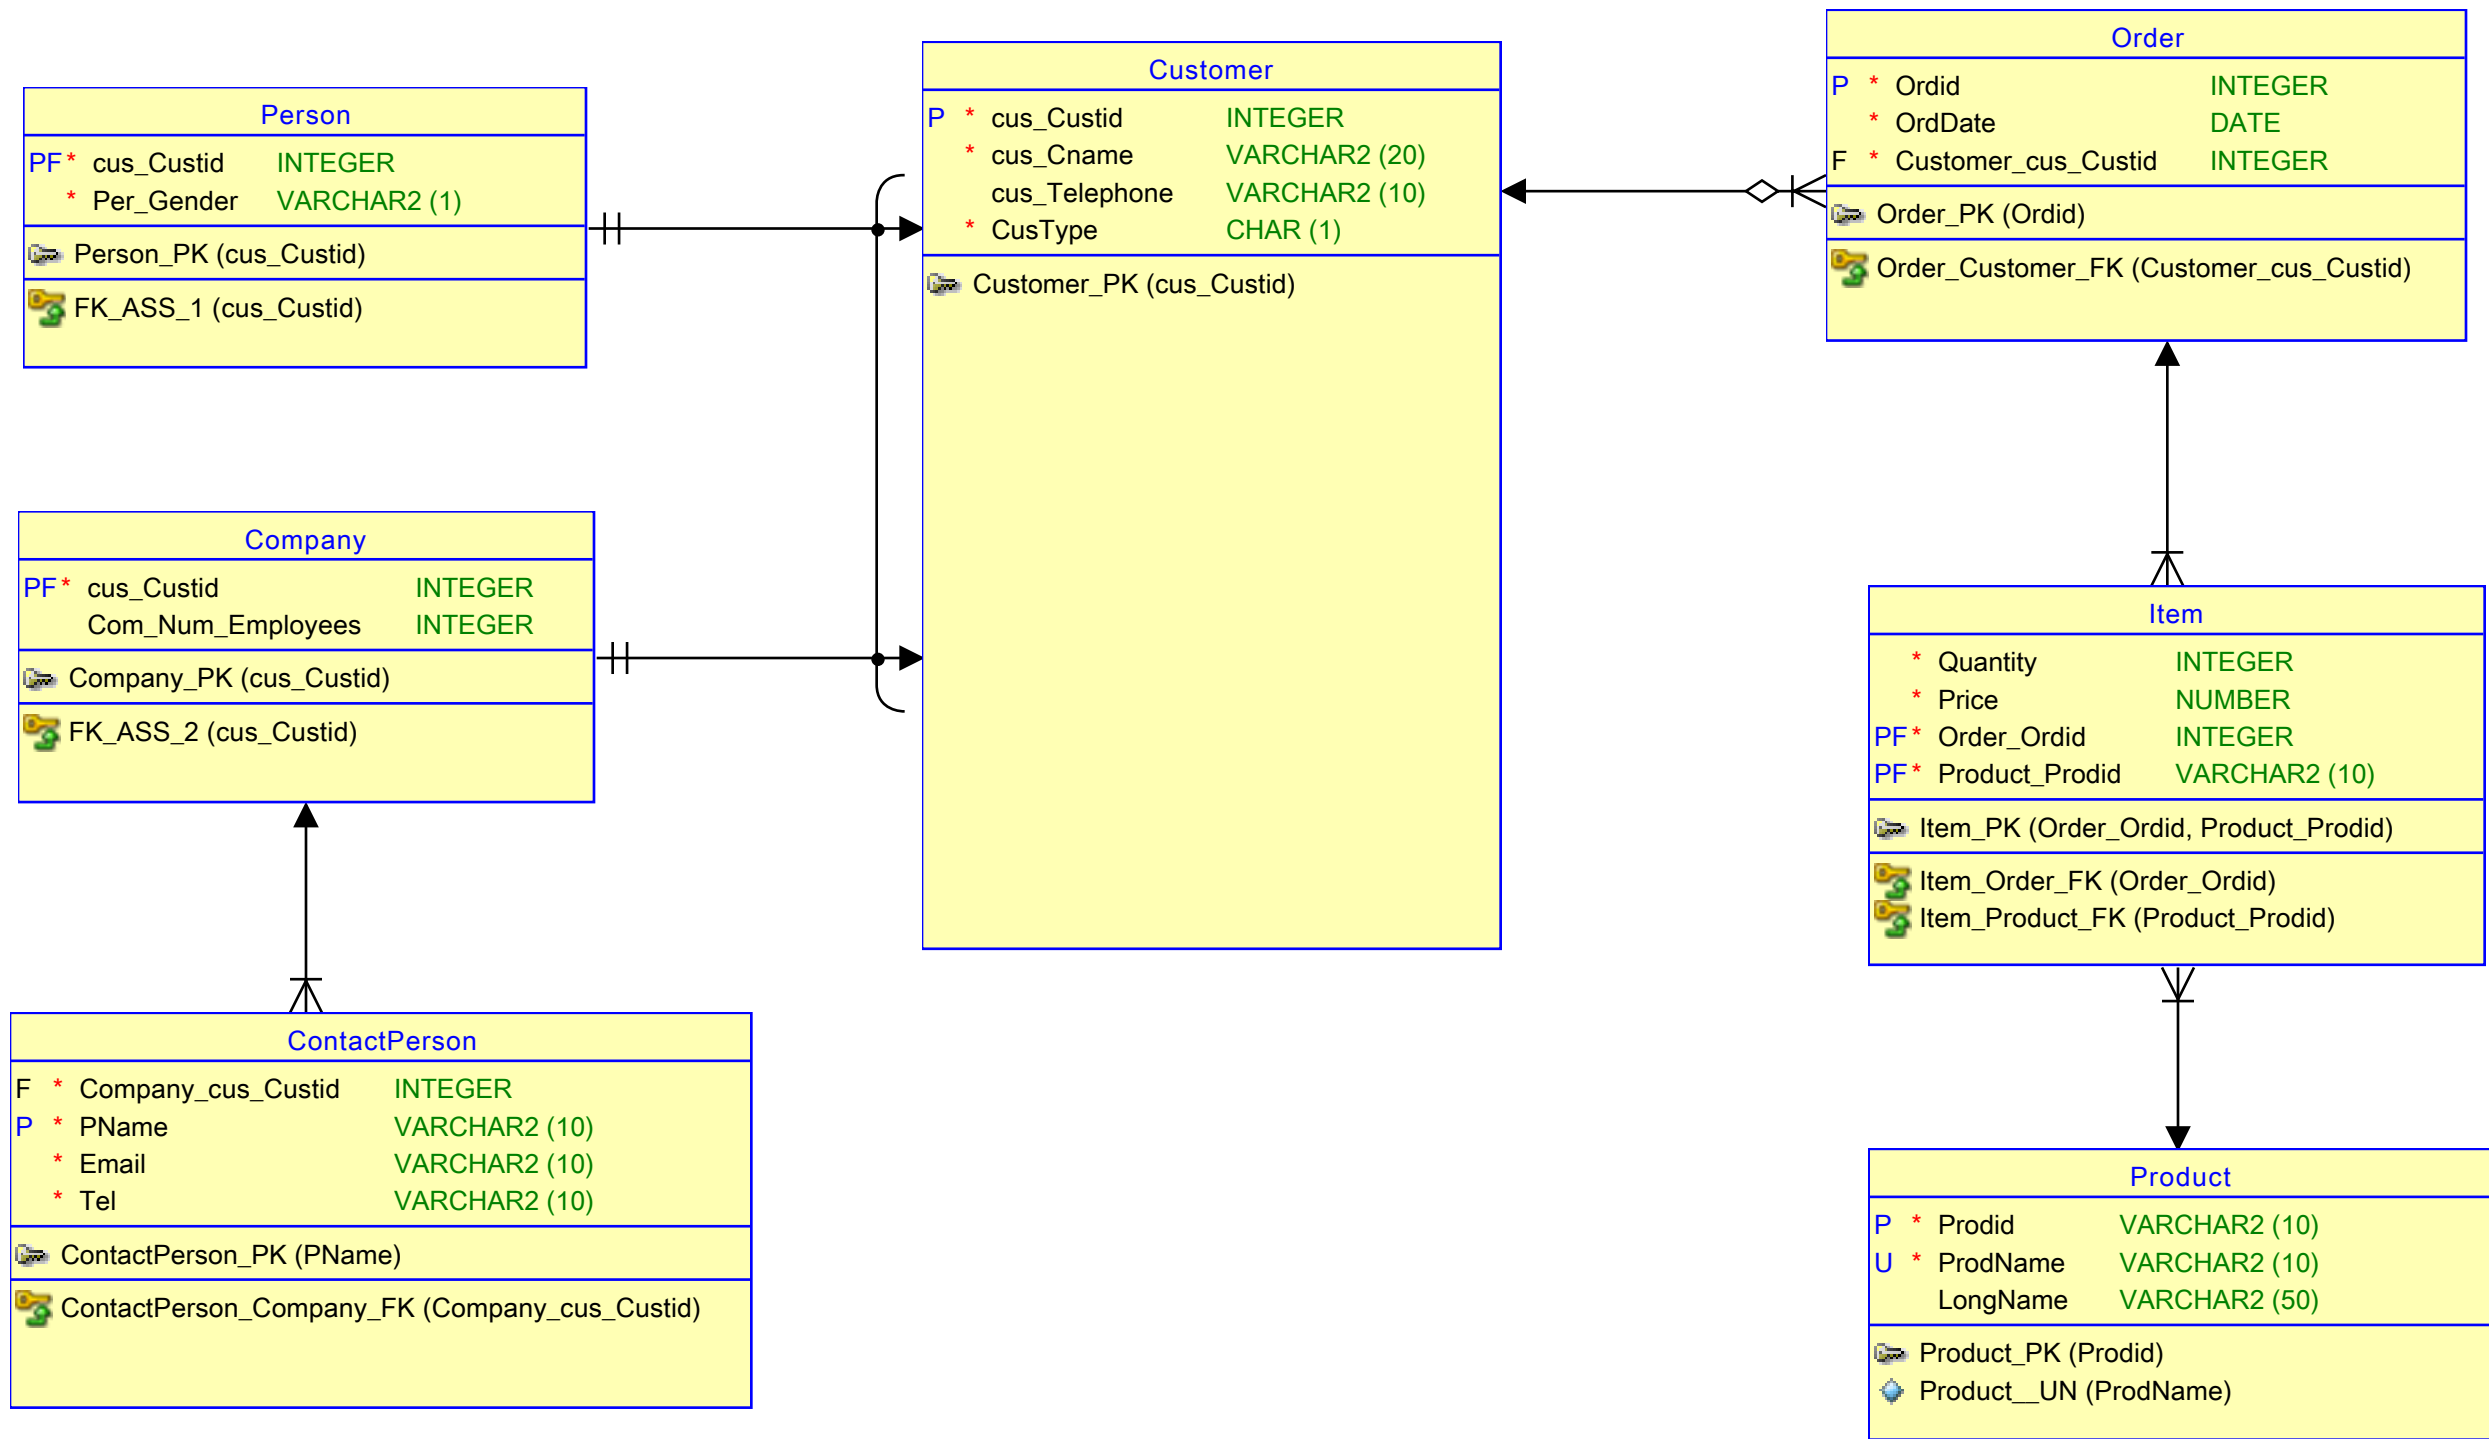 Person
PF * cus_Custid INTEGER
* Per_Gender VARCHAR2 (1)
Person_PK (cus_Custid)
FK_ASS_1 (cus_Custid)
Company
PF * cus_Custid INTEGER
Com_Num_Employees INTEGER
Company_PK (cus_Custid)
FK_ASS_2 (cus_Custid)
ContactPerson
F * Company_cus_Custid INTEGER
P * PName VARCHAR2 (10)
* Email VARCHAR2 (10)
* Tel VARCHAR2 (10)
ContactPerson_PK (PName)
ContactPerson_Company_FK (Company_cus_Custid)
Customer
P * cus_Custid INTEGER
* cus_Cname VARCHAR2 (20)
cus_Telephone VARCHAR2 (10)
* CusType CHAR (1)
Customer_PK (cus_Custid)
Order
P * Ordid INTEGER
* OrdDate DATE
F * Customer_cus_Custid INTEGER
Order_PK (Ordid)
Order_Customer_FK (Customer_cus_Custid)
Item
* Quantity INTEGER
* Price NUMBER
PF * Order_Ordid INTEGER
PF * Product_Prodid VARCHAR2 (10)
Item_PK (Order_Ordid, Product_Prodid)
Item_Order_FK (Order_Ordid)
Item_Product_FK (Product_Prodid)
Product
P * Prodid VARCHAR2 (10)
U * ProdName VARCHAR2 (10)
LongName VARCHAR2 (50)
Product_PK (Prodid)
Product__UN (ProdName)